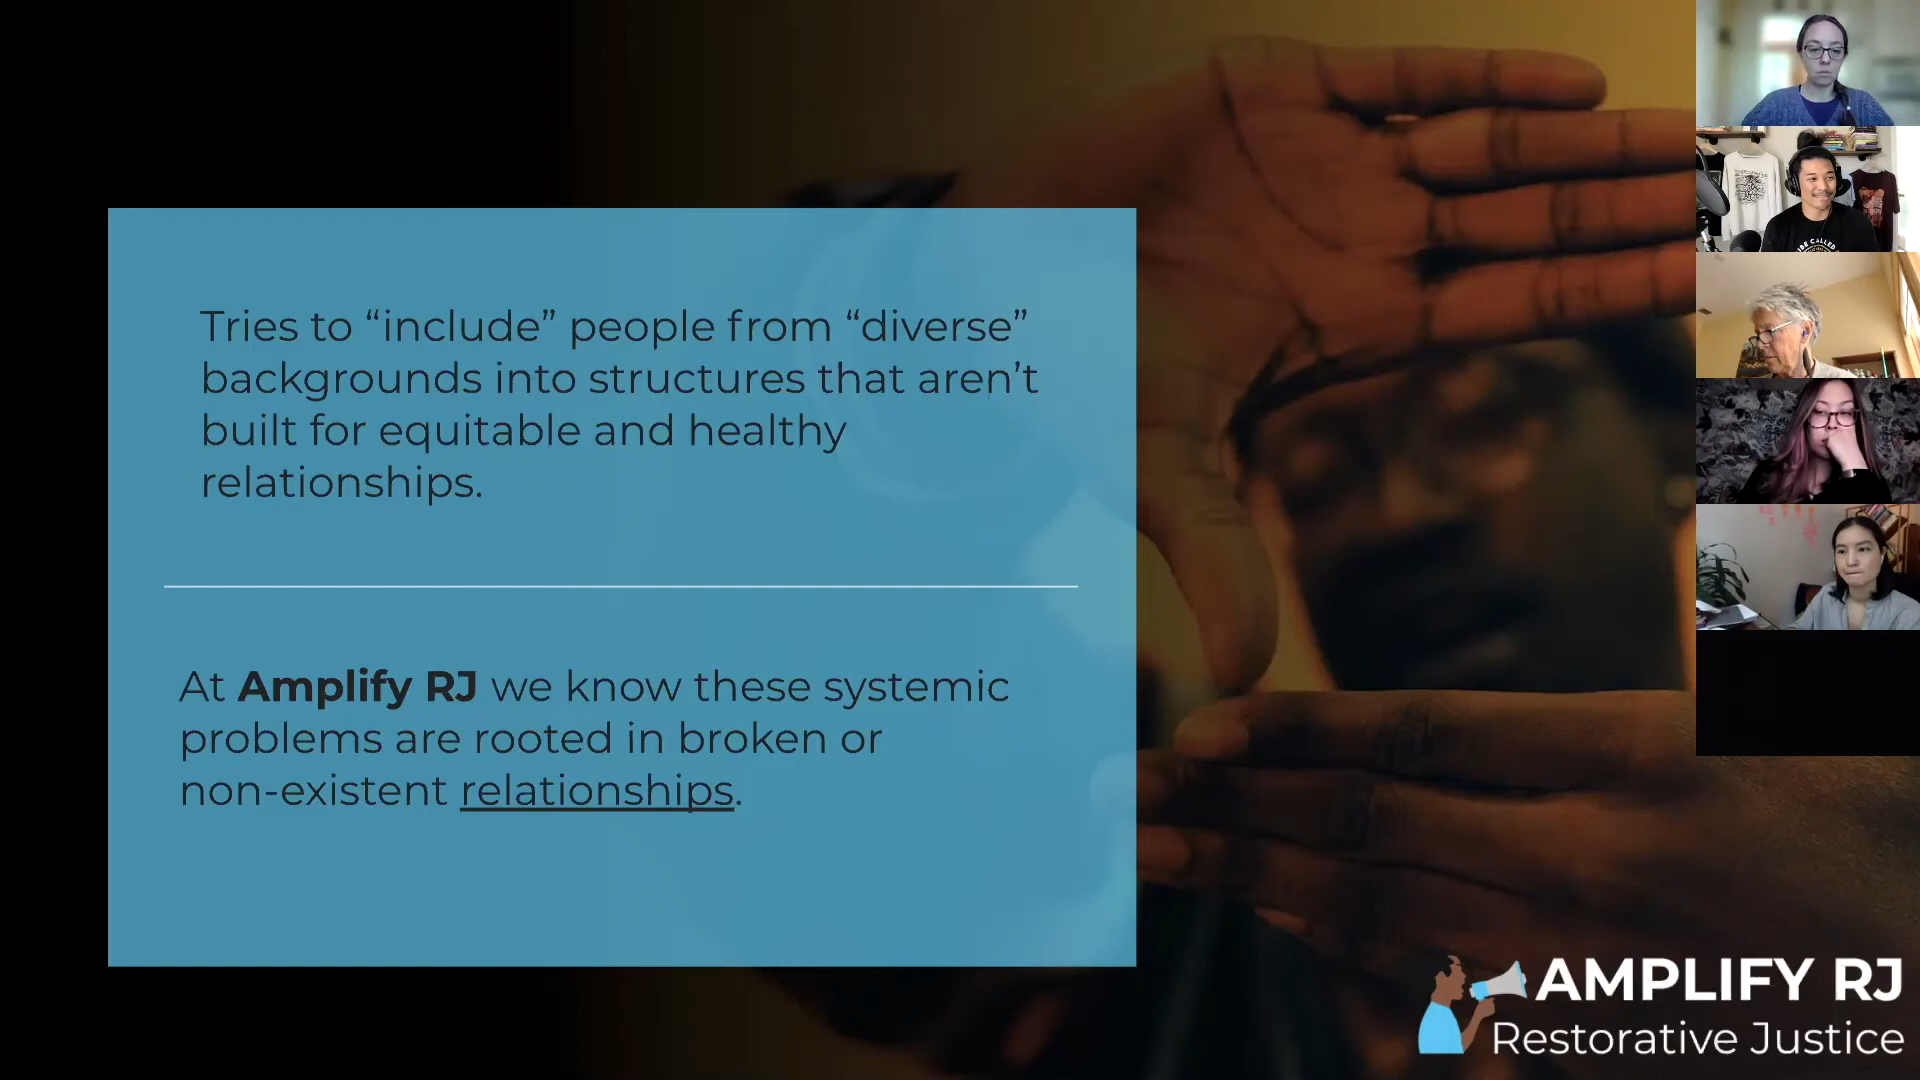 Tries to “include” people from “diverse”
backgrounds into structures that aren’t
built for equitable and healthy
relationships.
At Amplify RJ we know these systemic
problems are rooted in broken or
non-existent relationships.
AMPLIFY RJ
Restorative Justice